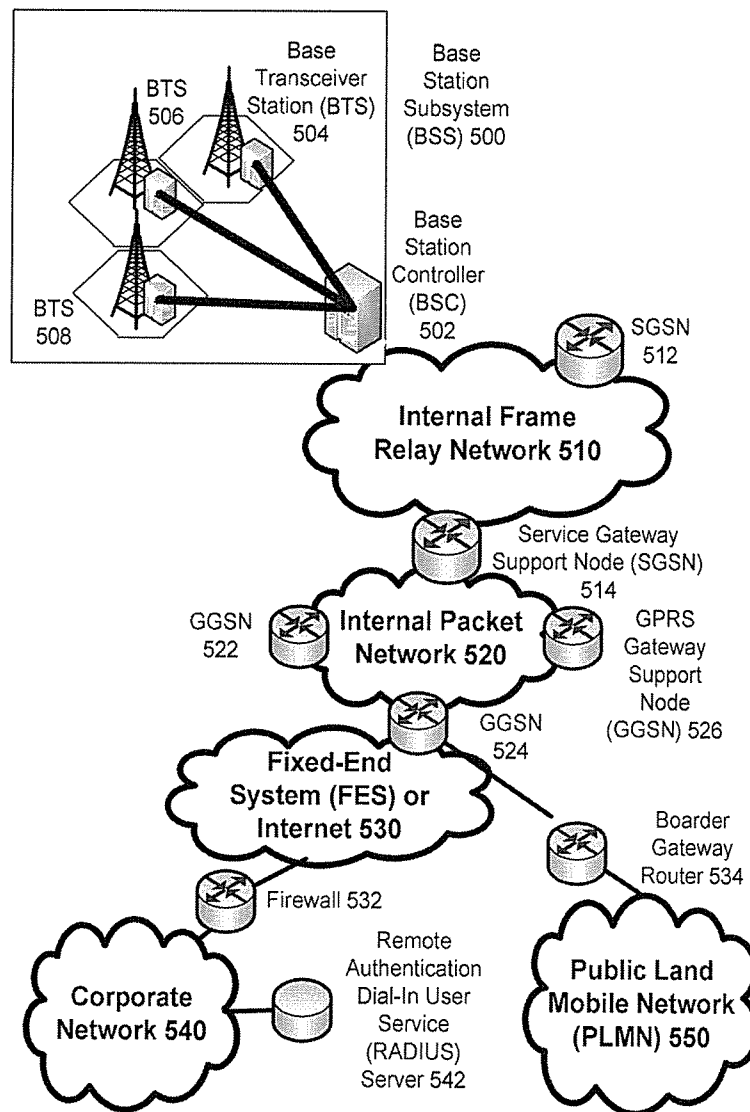 Base
Transceiver
Station (BTS)
504
BTS
506
BTS
508
Base
Station
Subsystem
(BSS) 500
Base
Station
Controller
(BSC)
502
SGSN
512
Internal Frame
Relay Network 510
Service Gateway
Support Node (SGSN)
514
GGSN
522
Internal Packet
Network 520
GPRS
Gateway
Support
Node
(GGSN) 526
GGSN
524
Fixed-End
System (FES) or
Internet 530
Boarder
Gateway
Router 534
Firewall 532
Corporate
Network 540
Remote
Authentication
Dial-In User
Service
(RADIUS)
Server 542
Public Land
Mobile Network
(PLMN) 550